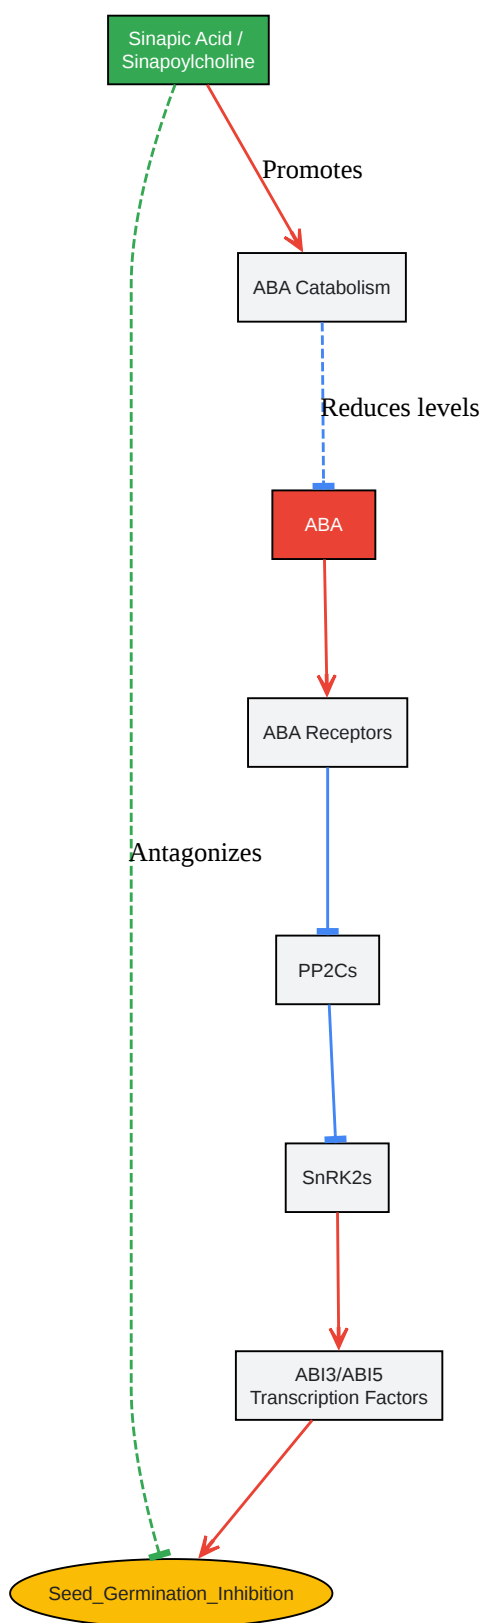 Sinapic Acid /
Sinapoylcholine
Promotes
ABA Catabolism
Reduces levels
ABA
ABA Receptors
Antagonizes
PP2Cs
SnRK2s
ABI3/ABI5
Transcription Factors
Seed_Germination_Inhibition